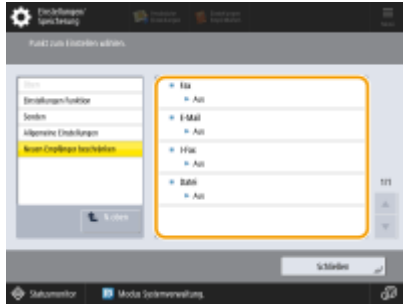 Einstellungen/
Speicherung
Punkt zum Einstellen wählen.
Einstellungen Funktion
Senden
Allgemeine Einstellungen
Neuen Empfänger beschränken
N. oben
Fax
Aus
E-Mail
Aus
I-Fax
Aus
Datei
Aus
1/1
Schließen
Statusmonitor
Modus Systemverwaltung.